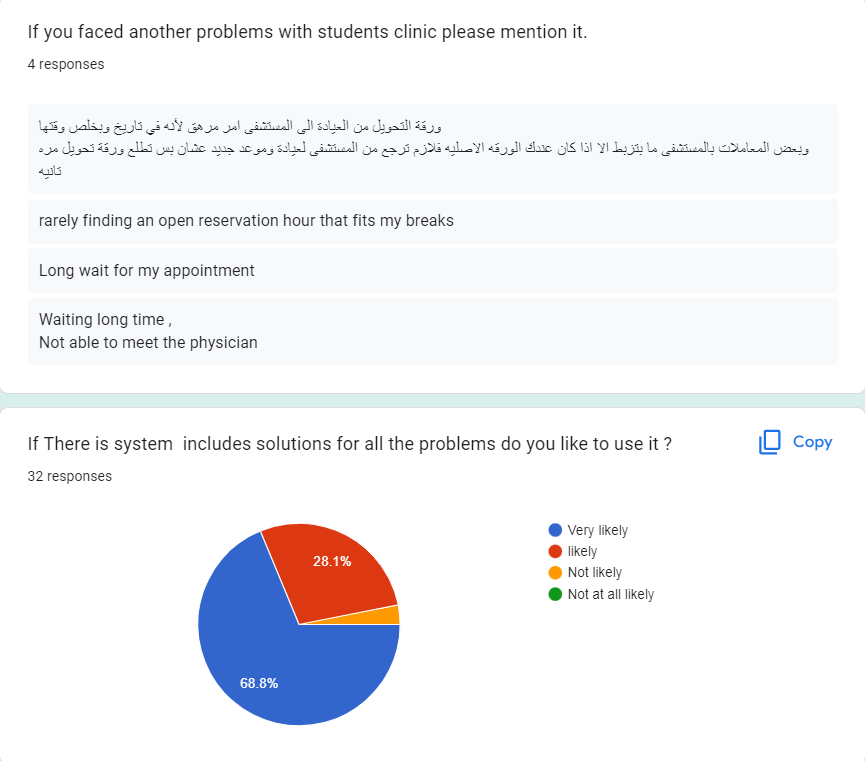 If you faced another problems with students clinic please mention it.
4 responses
ورقة التحويل من العيادة الى المستشفى امر مرهق لأنه في تاريخ وبخلص وقتها
وبعض المعاملات بالمستشفى ما بتزبط الا اذا كان عندك الورقه الاصليه فلازم ترجع من المستشفى لعيادة وموعد جديد عشان بس تطلع ورقة تحويل مره
تانيه
rarely finding an open reservation hour that fits my breaks
Long wait for my appointment
Waiting long time ,
Not able to meet the physician
If There is system  includes solutions for all the problems do you like to use it ?
Copy
32 responses
Very likely
likely
Not likely
Not at all likely
28.1%
68.8%